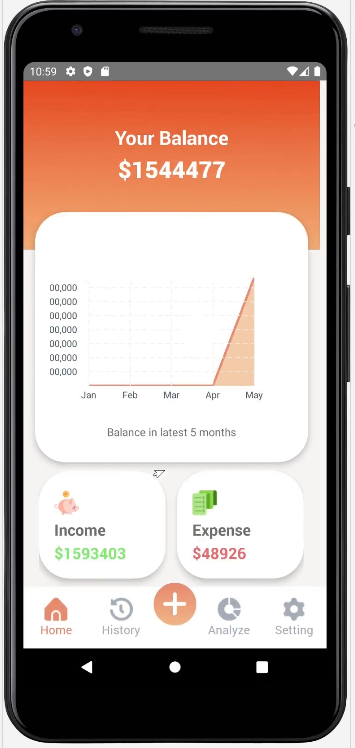 10:59
Your Balance
$1544477
00,000
00,000
00,000
00,000
00,000
00,000
00,000
Jan Feb Mar Apr May
Balance in latest 5 months
Income
$1593403
Expense
$48926
Home
History
Analyze
Setting